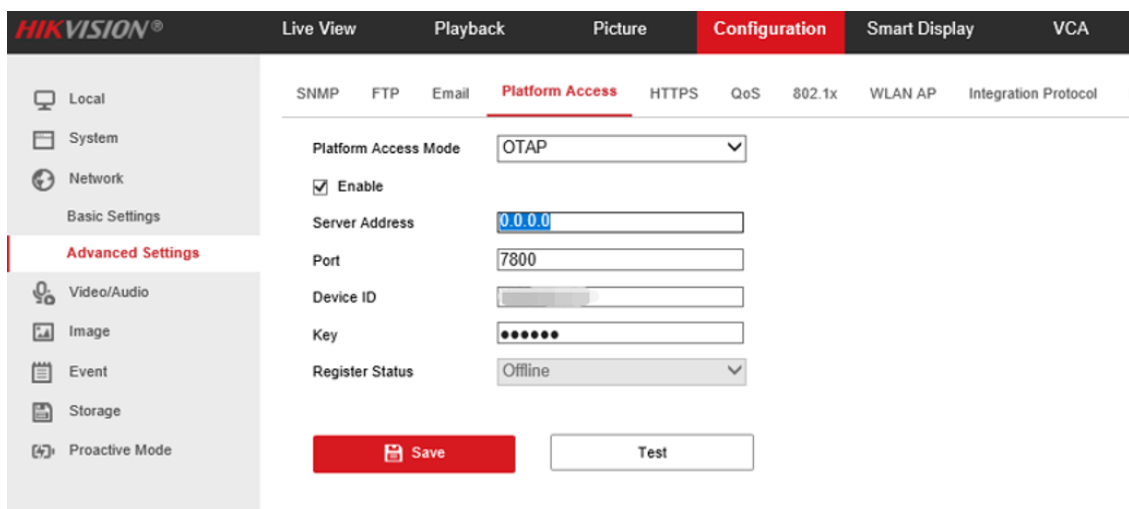 HIKVISION® Live View Playback Picture Configuration Smart Display VCA
Local
System
Network
Basic Settings
Advanced Settings
Video/Audio
Image
Event
Storage
Proactive Mode
SNMP FTP Email Platform Access HTTPS QoS 802.1x WLAN AP Integration Protocol
Platform Access Mode OTAP
Enable
Server Address 0.0.0.0
Port 7800
Device ID
Key ●●●●●●
Register Status Offline
Save Test